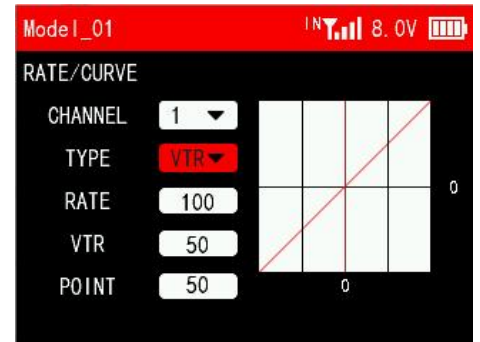 Model_01 IN 8.0V
RATE/CURVE
CHANNEL 1
TYPE VTR
RATE 100
VTR 50
POINT 50
0
0